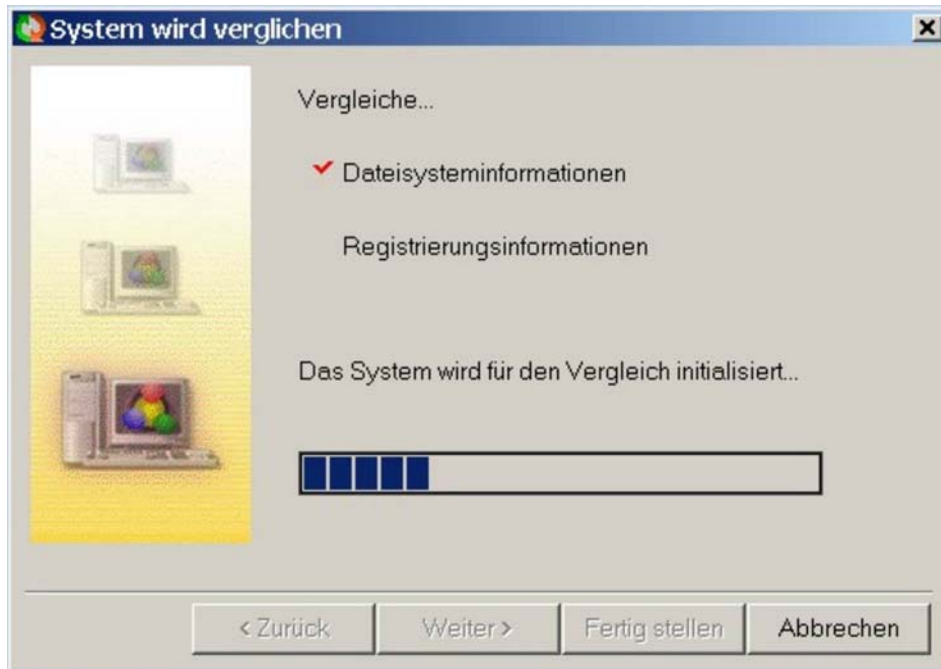 System wird verglichen
Vergleiche...
Dateisysteminformationen
Registrierungsinformationen
Das System wird für den Vergleich initialisiert...
< Zurück Weiter > Fertig stellen Abbrechen